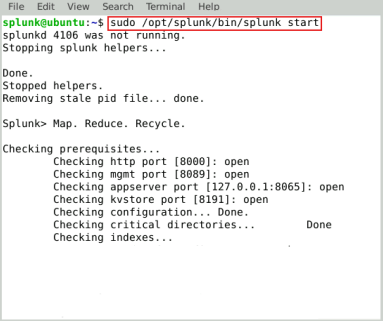 File Edit View Search Terminal Help
splunk@ubuntu:~$ sudo /opt/splunk/bin/splunk start
splunkd 4106 was not running.
Stopping splunk helpers...

Done.
Stopped helpers.
Removing stale pid file... done.

Splunk> Map. Reduce. Recycle.

Checking prerequisites...
        Checking http port [8000]: open
        Checking mgmt port [8089]: open
        Checking appserver port [127.0.0.1:8065]: open
        Checking kvstore port [8191]: open
        Checking configuration... Done.
        Checking critical directories...        Done
        Checking indexes...